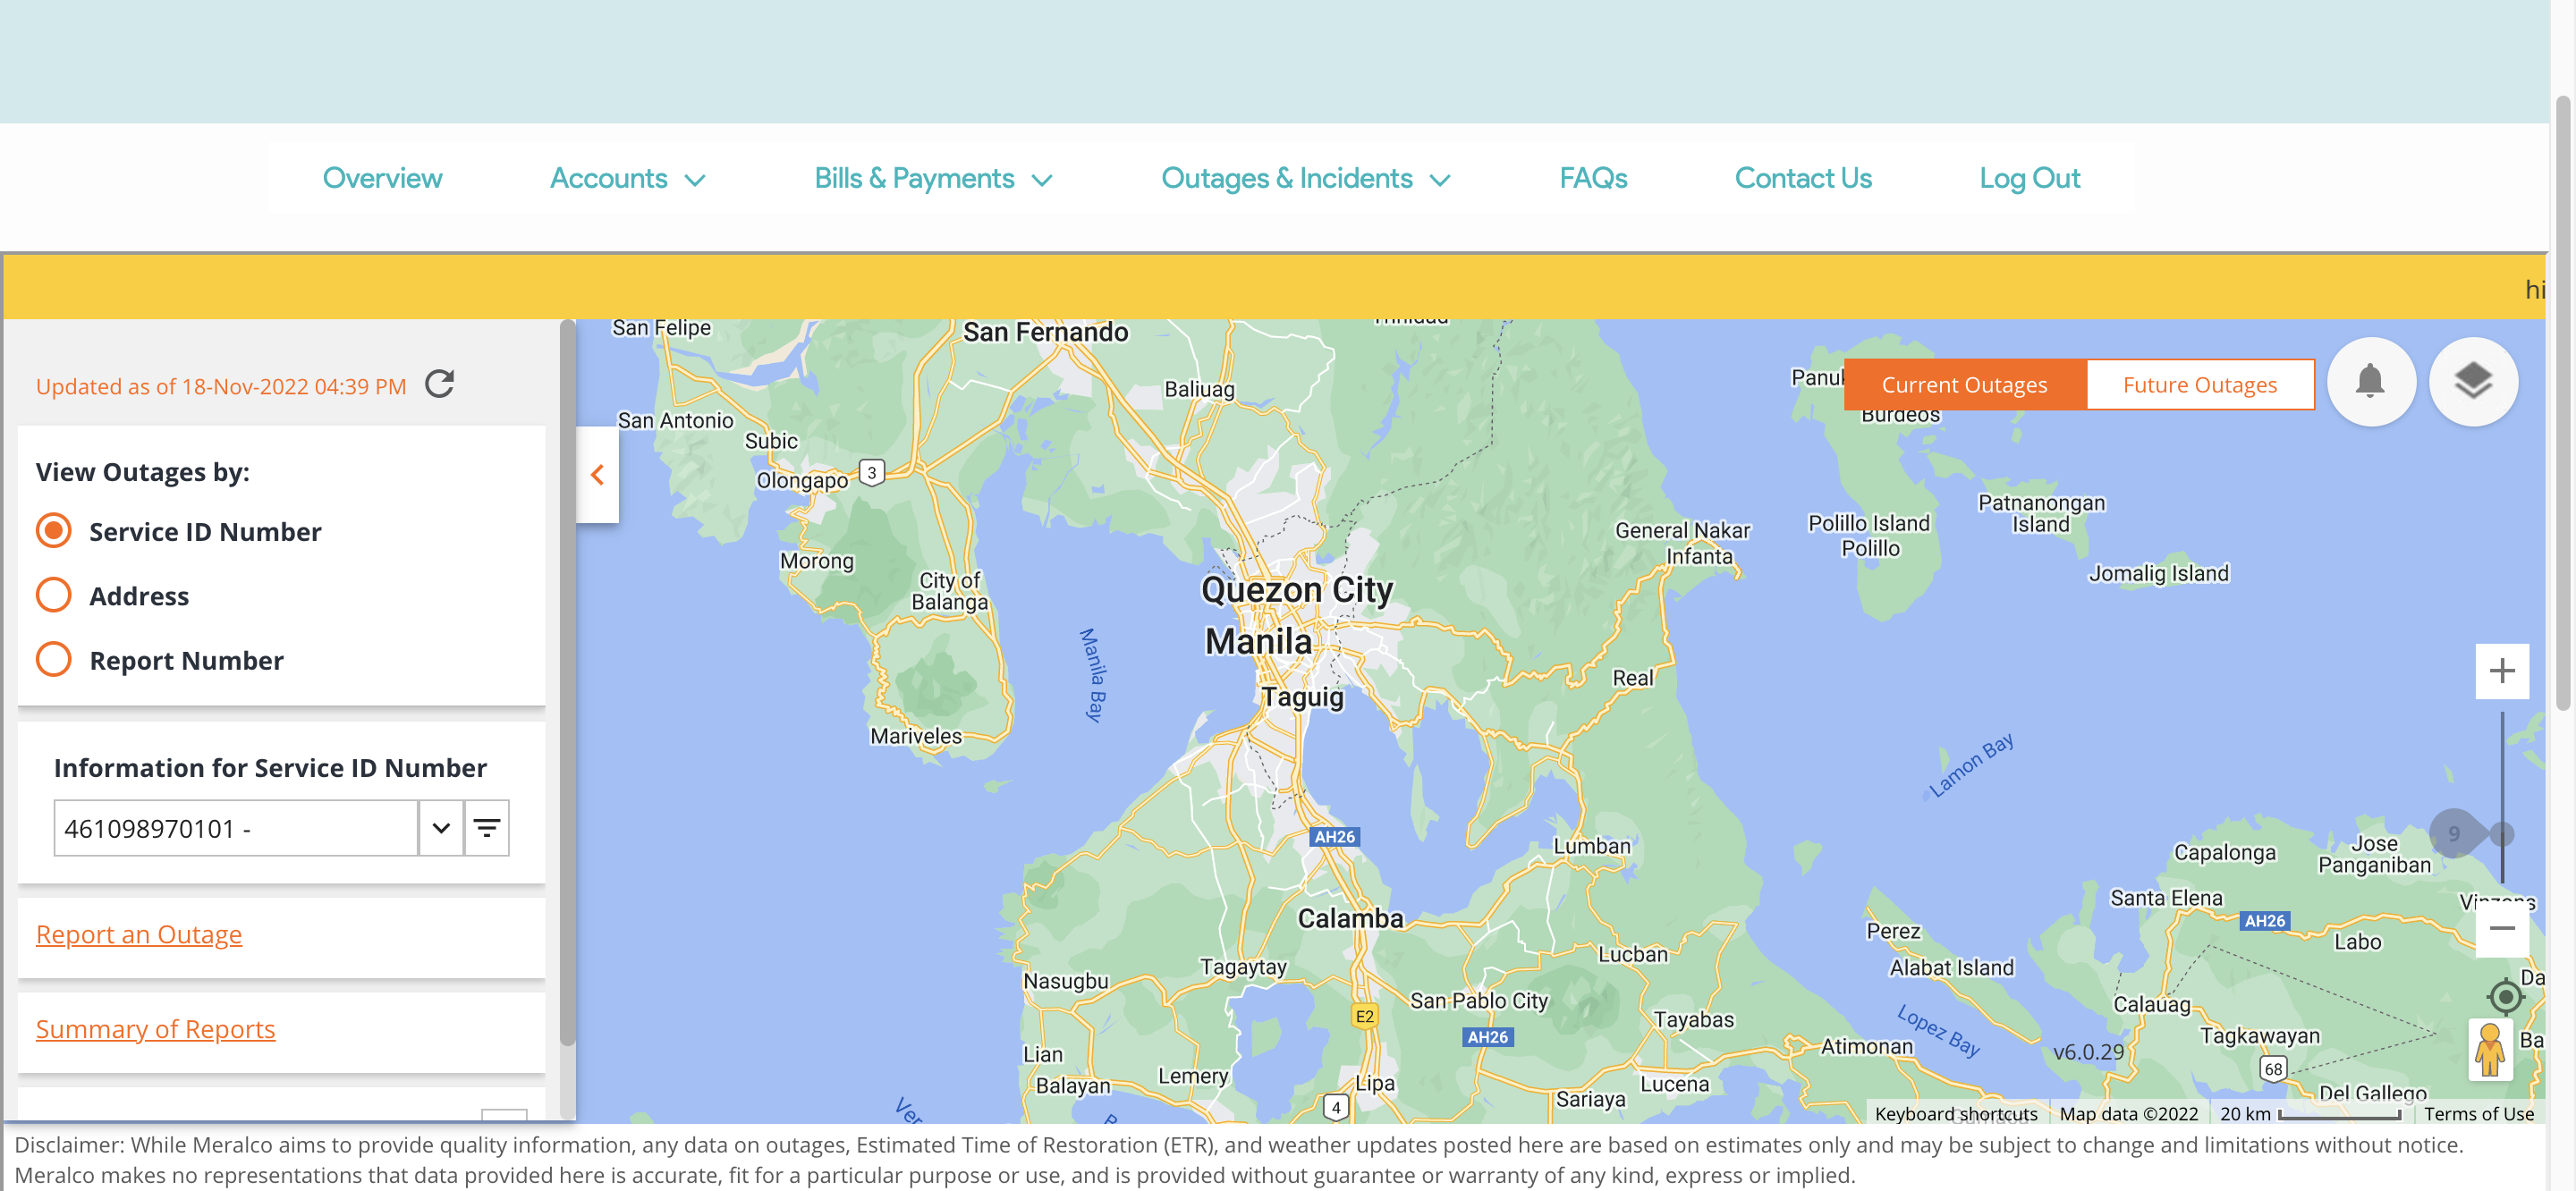 Overview Accounts Bills & Payments Outages & Incidents FAQs Contact Us Log Out
hi
Updated as of 18-Nov-2022 04:39 PM
View Outages by:
Service ID Number
Address
Report Number
Information for Service ID Number
461098970101 -
Report an Outage
Summary of Reports
Current Outages Future Outages
San Felipe
San Fernando
Trinidad
Baliuag
San Antonio
Subic
Olongapo
3
Burdeos
Morong
City of
Balanga
General Nakar
Infanta
Polillo Island
Polillo
Patnanongan
Island
Jomalig Island
Quezon City
Manila
Taguig
Manila Bay
Mariveles
Real
Lamon Bay
9
AH26
Lumban
Capalonga
Jose
Panganiban
Calamba
Santa Elena
AH26
Vinzons
Labo
Perez
Alabat Island
Lucban
Tagaytay
Nasugbu
San Pablo City
E2
AH26
Tayabas
Calauag
Lopez Bay
Tagkawayan
Da
Ba
Lian
Balayan
Lemery
Lipa
Lucena
Atimonan
v6.0.29
68
Del Gallego
4
Sariaya
Ver
Keyboard shortcuts Map data ©2022 20 km Terms of Use
Disclaimer: While Meralco aims to provide quality information, any data on outages, Estimated Time of Restoration (ETR), and weather updates posted here are based on estimates only and may be subject to change and limitations without notice.
Meralco makes no representations that data provided here is accurate, fit for a particular purpose or use, and is provided without guarantee or warranty of any kind, express or implied.